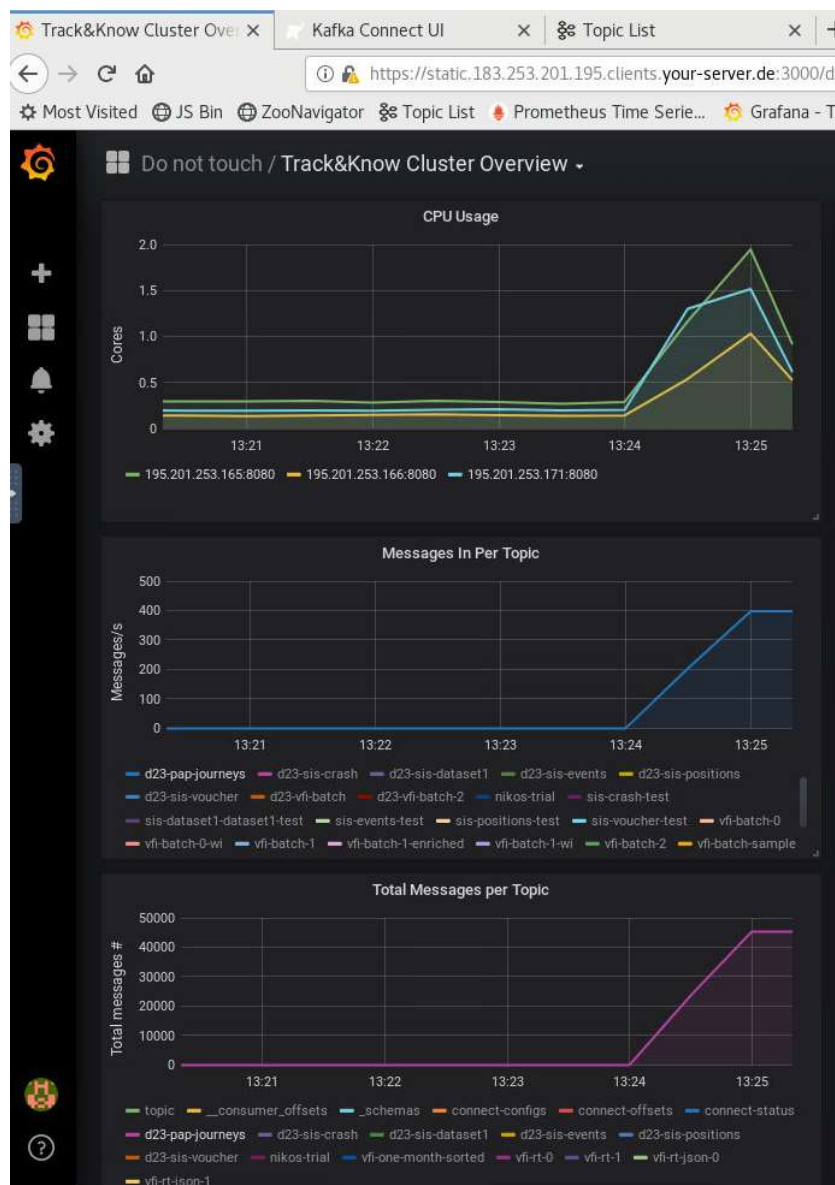 Track&Know Cluster Ove
Kafka Connect UI
Topic List
https://static.183.253.201.195.clients.your-server.de:3000/d
Most Visited JS Bin ZooNavigator Topic List Prometheus Time Serie... Grafana - T
Do not touch / Track&Know Cluster Overview
CPU Usage
Cores
2.0
1.5
1.0
0.5
0
13:21 13:22 13:23 13:24 13:25
195.201.253.165:8080 195.201.253.166:8080 195.201.253.171:8080
Messages In Per Topic
Messages/s
500
400
300
200
100
0
13:21 13:22 13:23 13:24 13:25
d23-pap-journeys d23-sis-crash d23-sis-dataset1 d23-sis-events d23-sis-positions
d23-sis-voucher d23-vfi-batch d23-vfi-batch-2 nikos-trial sis-crash-test
sis-dataset1-dataset1-test sis-events-test sis-positions-test sis-voucher-test vfi-batch-0
vfi-batch-0-wi vfi-batch-1 vfi-batch-1-enriched vfi-batch-1-wi vfi-batch-2 vfi-batch-sample
Total Messages per Topic
Total messages #
50000
40000
30000
20000
10000
0
13:21 13:22 13:23 13:24 13:25
topic __consumer_offsets _schemas connect-configs connect-offsets connect-status
d23-pap-journeys d23-sis-crash d23-sis-dataset1 d23-sis-events d23-sis-positions
d23-sis-voucher nikos-trial vfi-one-month-sorted vfi-rt-0 vfi-rt-1 vfi-rt-json-0
vfi-rt-json-1